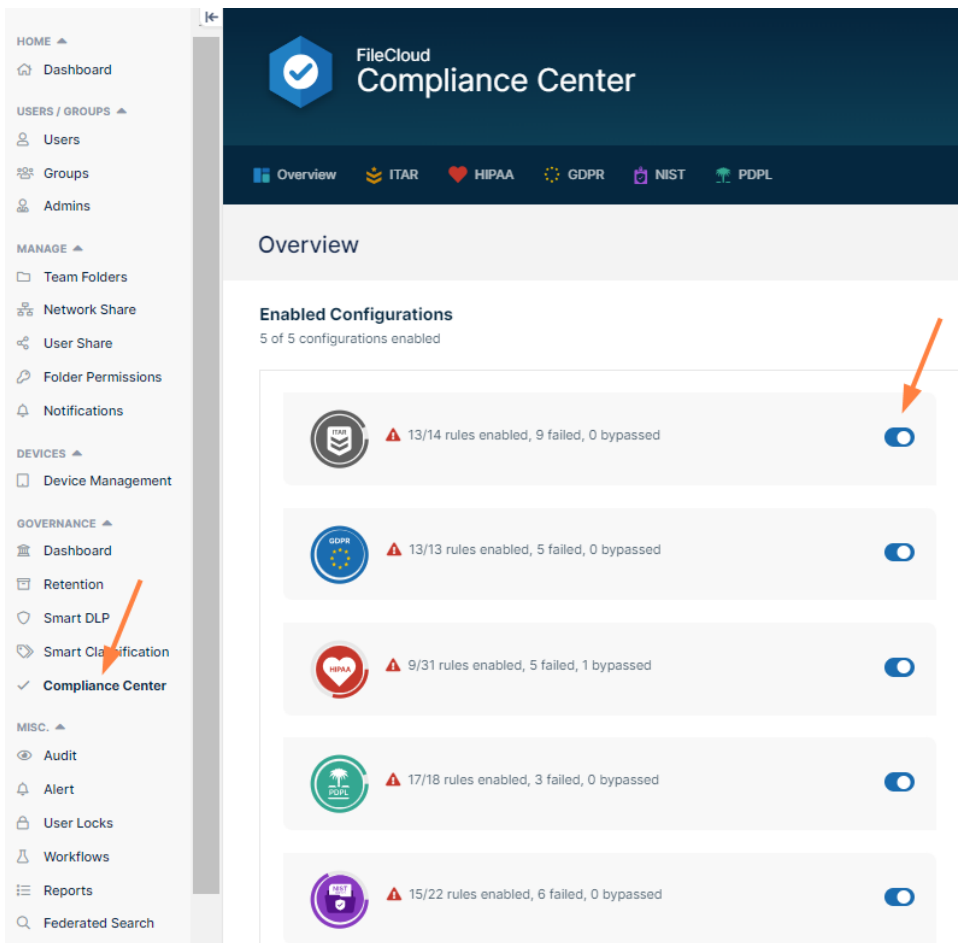 HOME
Dashboard
USERS / GROUPS
Users
Groups
Admins
MANAGE
Team Folders
Network Share
User Share
Folder Permissions
Notifications
DEVICES
Device Management
GOVERNANCE
Dashboard
Retention
Smart DLP
Smart Classification
Compliance Center
MISC.
Audit
Alert
User Locks
Workflows
Reports
Federated Search
FileCloud
Compliance Center
Overview ITAR HIPAA GDPR NIST PDPL
Overview
Enabled Configurations
5 of 5 configurations enabled
ITAR
13/14 rules enabled, 9 failed, 0 bypassed
GDPR
13/13 rules enabled, 5 failed, 0 bypassed
HIPAA
9/31 rules enabled, 5 failed, 1 bypassed
PDPL
17/18 rules enabled, 3 failed, 0 bypassed
NIST
15/22 rules enabled, 6 failed, 0 bypassed